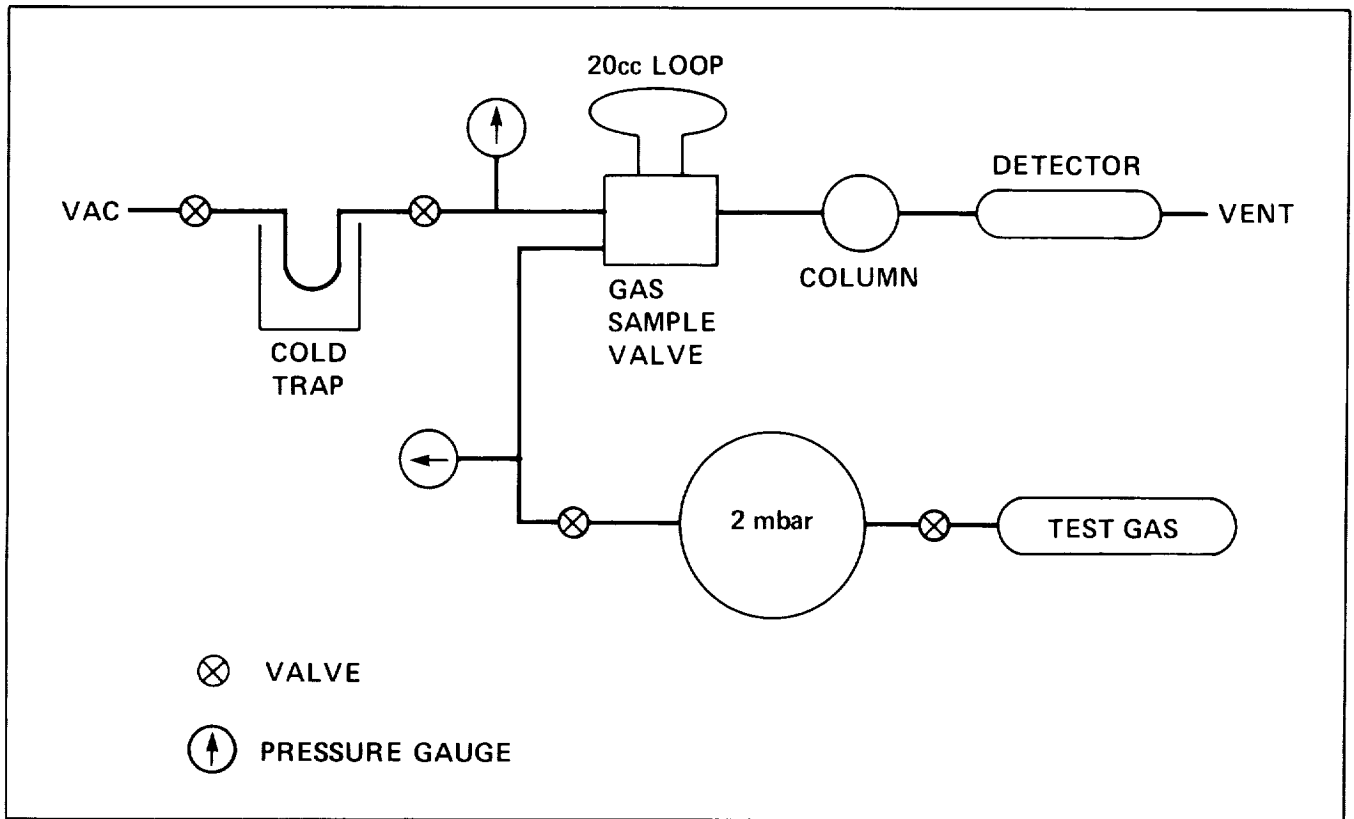 20cc LOOP
DETECTOR
VAC
VENT
COLUMN
GAS
SAMPLE
VALVE
COLD
TRAP
2 mbar
TEST GAS
VALVE
PRESSURE GAUGE